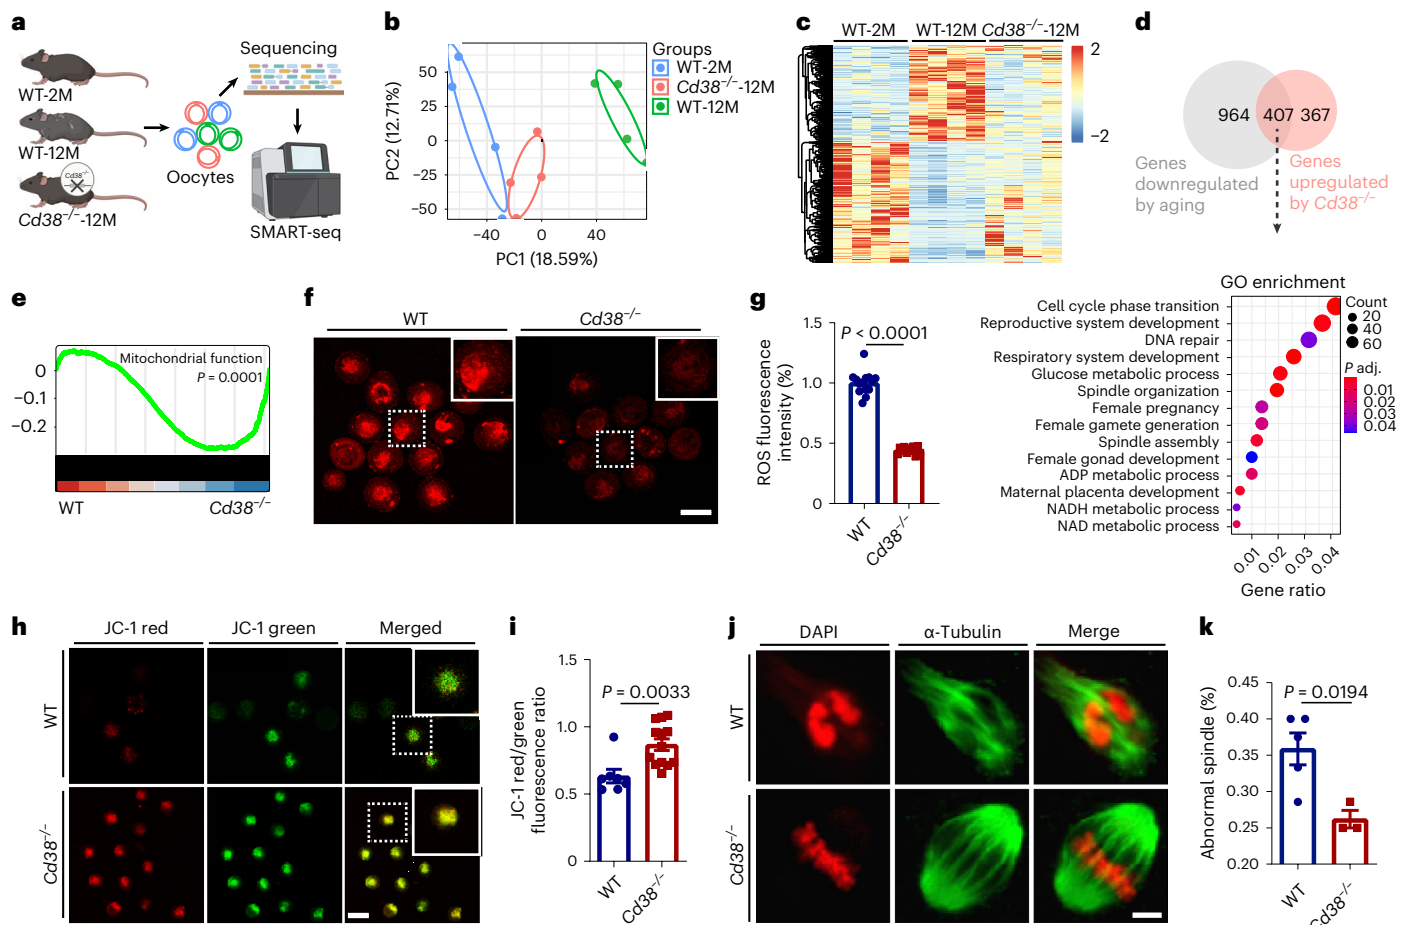 a
WT-2M
WT-12M
Cd38⁻/⁻
Cd38⁻/⁻-12M
Oocytes
Sequencing
SMART-seq
b
PC2 (12.71%)
50
25
0
−25
−50
−40
0
40
PC1 (18.59%)
Groups
WT-2M
Cd38⁻/⁻-12M
WT-12M
c
WT-2M
WT-12M
Cd38⁻/⁻-12M
2
−2
d
964
407
367
Genes
downregulated
by aging
Genes
upregulated
by Cd38⁻/⁻
GO enrichment
Cell cycle phase transition
Reproductive system development
DNA repair
Respiratory system development
Glucose metabolic process
Spindle organization
Female pregnancy
Female gamete generation
Spindle assembly
Female gonad development
ADP metabolic process
Maternal placenta development
NADH metabolic process
NAD metabolic process
0.01
0.02
0.03
0.04
Gene ratio
Count
20
40
60
P adj.
0.01
0.02
0.03
0.04
e
0
−0.1
−0.2
Mitochondrial function
P = 0.0001
WT
Cd38⁻/⁻
f
WT
Cd38⁻/⁻
g
ROS fluorescence
intensity (%)
1.5
1.0
0.5
0
P < 0.0001
WT
Cd38⁻/⁻
h
JC-1 red
JC-1 green
Merged
WT
Cd38⁻/⁻
i
JC-1 red/green
fluorescence ratio
1.5
1.0
0.5
0
P = 0.0033
WT
Cd38⁻/⁻
j
DAPI
α-Tubulin
Merge
WT
Cd38⁻/⁻
k
Abnormal spindle (%)
0.45
0.40
0.35
0.30
0.25
0.20
P = 0.0194
WT
Cd38⁻/⁻